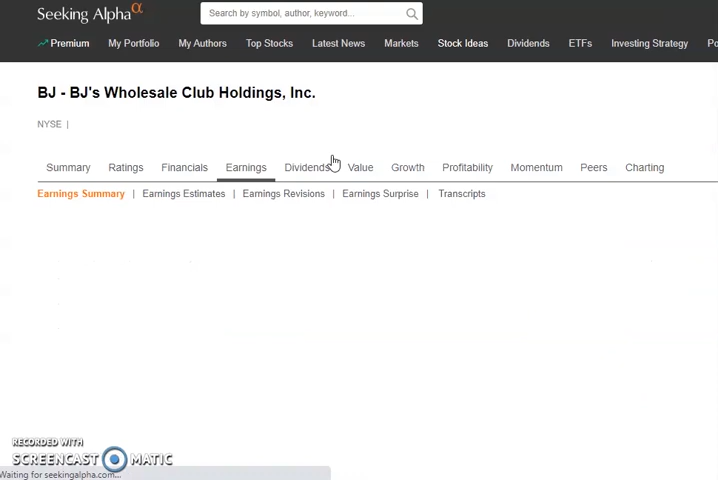 Seeking Alpha α
Search by symbol, author, keyword...
Premium My Portfolio My Authors Top Stocks Latest News Markets Stock Ideas Dividends ETFs Investing Strategy Po
BJ - BJ's Wholesale Club Holdings, Inc.
NYSE |
Summary Ratings Financials Earnings Dividends Value Growth Profitability Momentum Peers Charting
Earnings Summary | Earnings Estimates | Earnings Revisions | Earnings Surprise | Transcripts
RECORDED WITH
SCREENCAST MATIC
Waiting for seekingalpha.com...